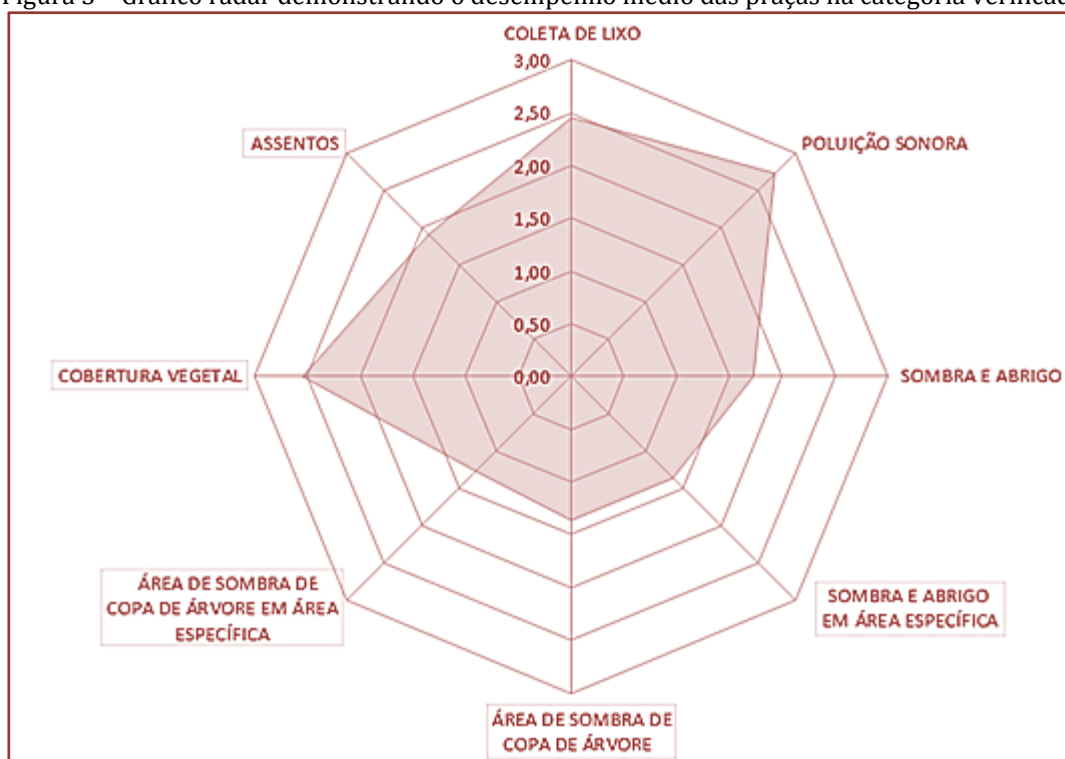 Figura 3 – Gráfico radar demonstrando o desempenho médio das praças na categoria
COLETA DE LIXO
3,00
2,50
2,00
1,50
1,00
0,50
0,00
POLUIÇÃO SONORA
SOMBRA E ABRIGO
SOMBRA E ABRIGO
EM ÁREA ESPECÍFICA
ÁREA DE SOMBRA DE
COPA DE ÁRVORE
ÁREA DE SOMBRA DE
COPA DE ÁRVORE EM ÁREA
ESPECÍFICA
COBERTURA VEGETAL
ASSENTOS